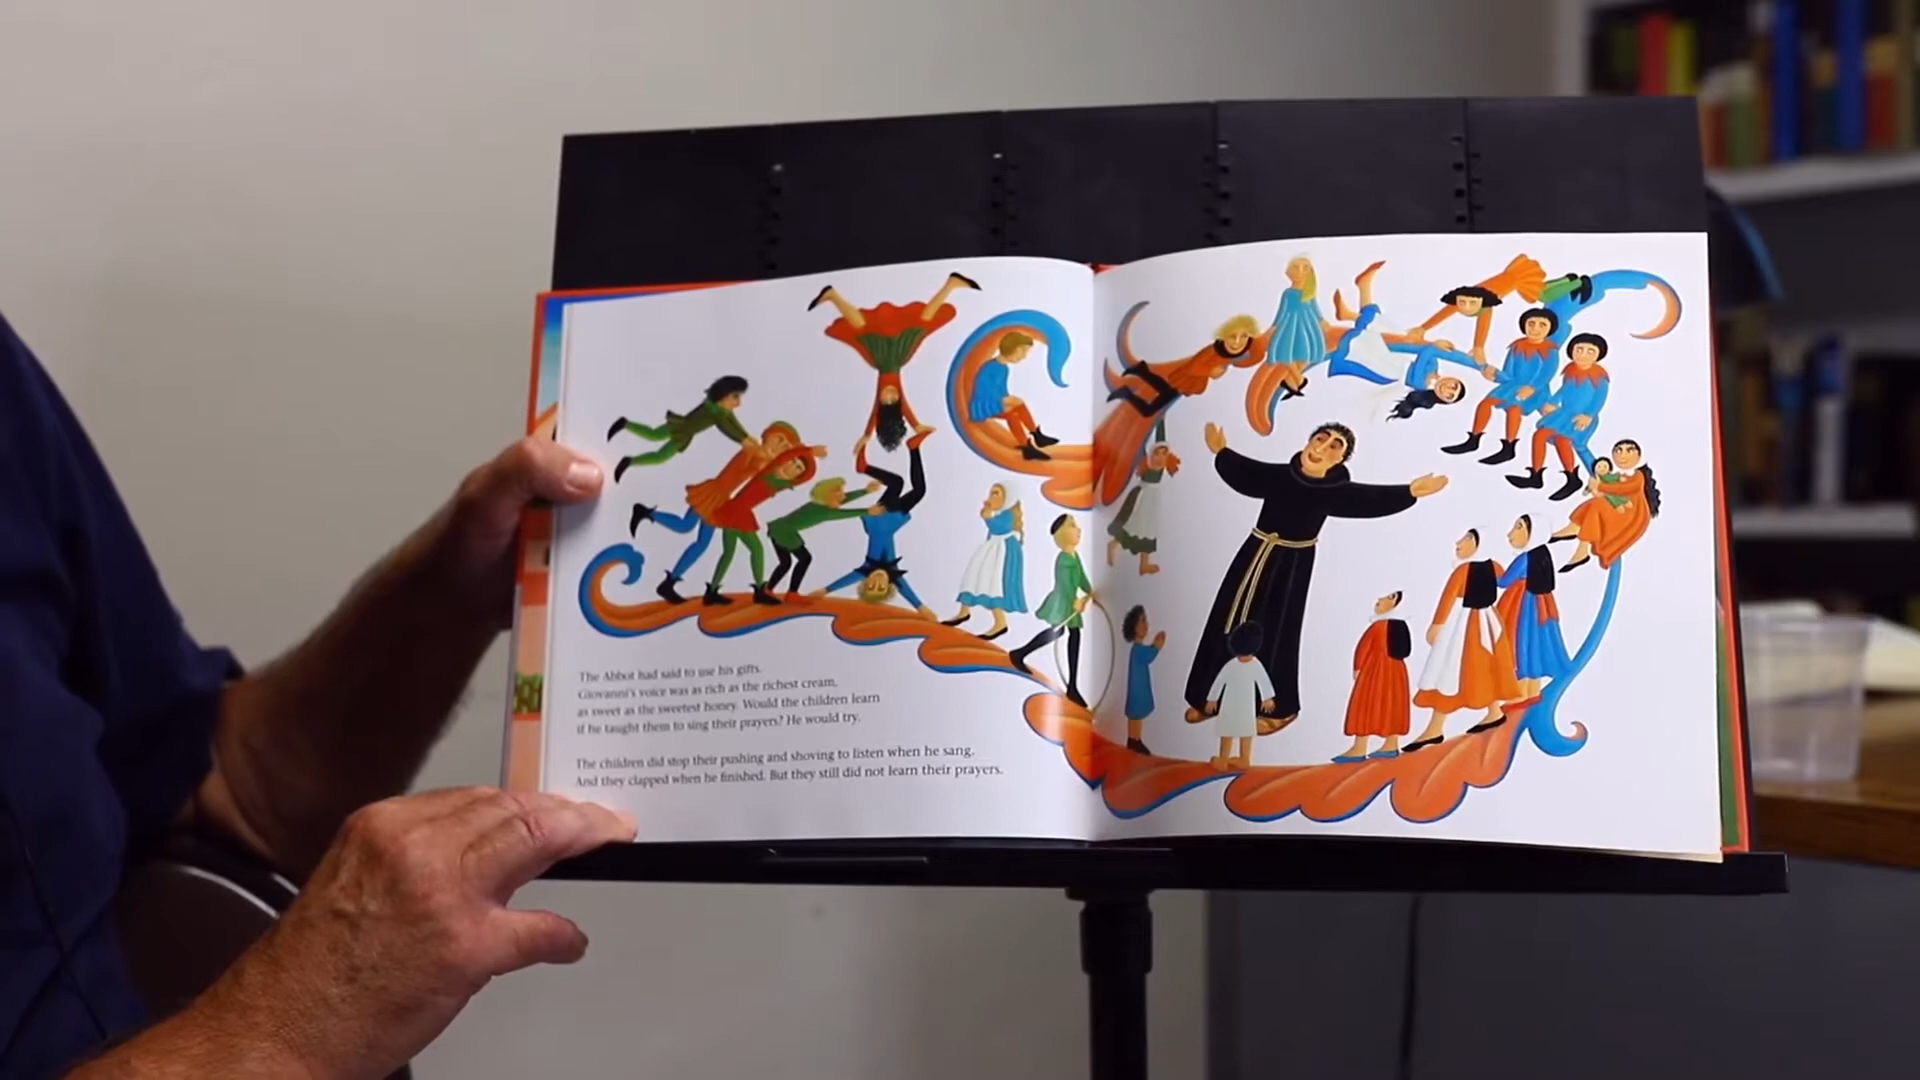 The Abbot had said to use his gifts.
Giovanni's voice was as rich as the richest cream,
as sweet as the sweetest honey. Would the children learn
if he taught them to sing their prayers? He would try.
The children did stop their pushing and shoving to listen when he sang.
And they clapped when he finished. But they still did not learn their prayers.